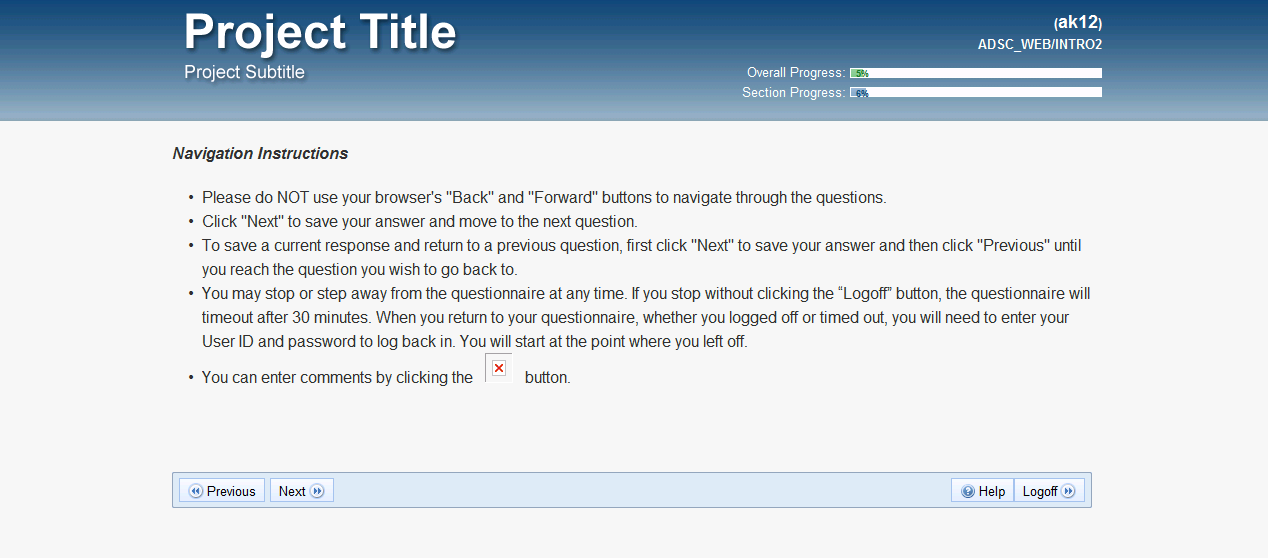 Project Title
Project Subtitle
(ak12)
ADSC_WEB/INTRO2
Overall Progress: 5%
Section Progress: 6%
Navigation Instructions
• Please do NOT use your browser's "Back" and "Forward" buttons to navigate through the questions.
• Click "Next" to save your answer and move to the next question.
• To save a current response and return to a previous question, first click "Next" to save your answer and then click "Previous" until
you reach the question you wish to go back to.
• You may stop or step away from the questionnaire at any time. If you stop without clicking the “Logoff” button, the questionnaire will
timeout after 30 minutes. When you return to your questionnaire, whether you logged off or timed out, you will need to enter your
User ID and password to log back in. You will start at the point where you left off.
• You can enter comments by clicking the button.
Previous Next Help Logoff